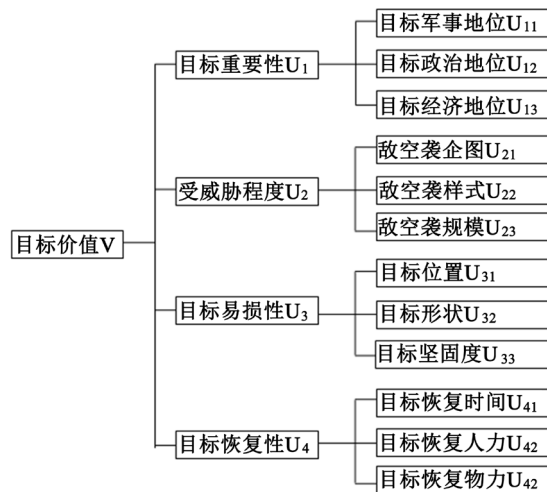 目标价值V
目标重要性U₁
目标军事地位U₁₁
目标政治地位U₁₂
目标经济地位U₁₃
受威胁程度U₂
敌空袭企图U₂₁
敌空袭样式U₂₂
敌空袭规模U₂₃
目标易损性U₃
目标位置U₃₁
目标形状U₃₂
目标坚固度U₃₃
目标恢复性U₄
目标恢复时间U₄₁
目标恢复人力U₄₂
目标恢复物力U₄₂